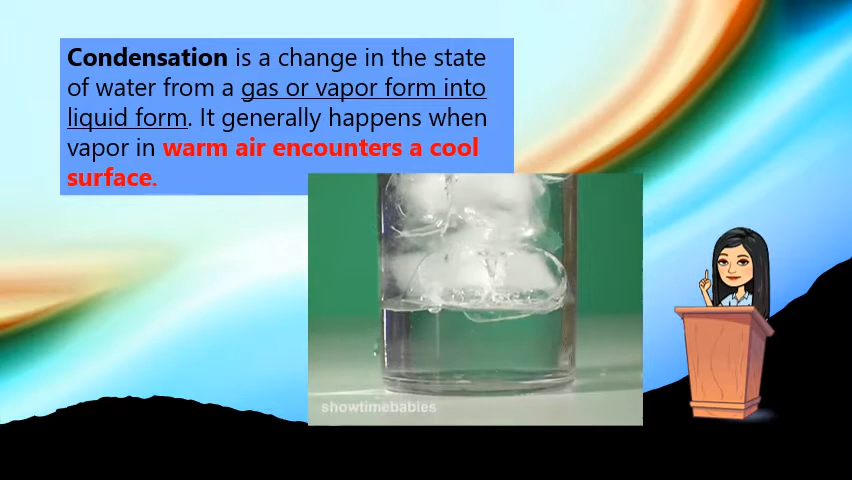 Condensation is a change in the state
of water from a gas or vapor form into
liquid form. It generally happens when
vapor in warm air encounters a cool
surface.
showtimebabies